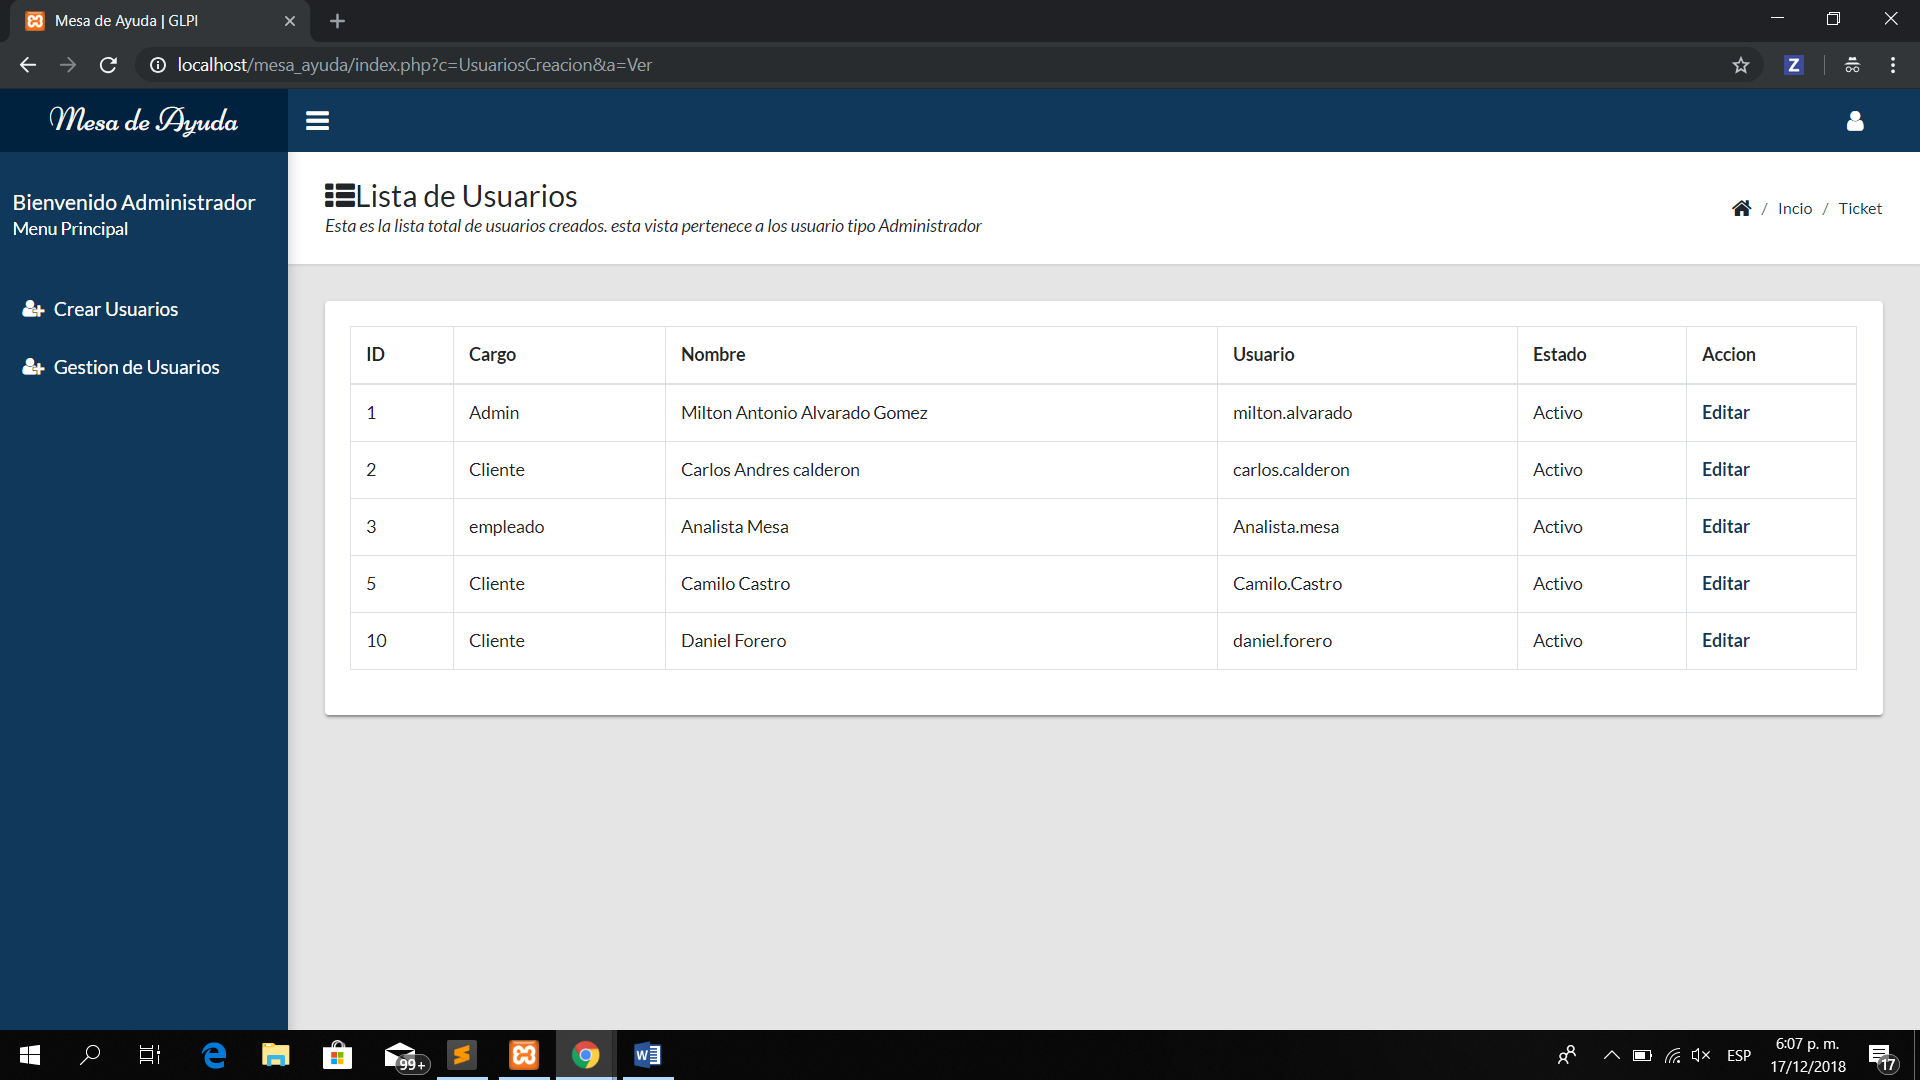 Mesa de Ayuda | GLPI
localhost/mesa_ayuda/index.php?c=UsuariosCreacion&a=Ver
Z
Mesa de Ayuda
Bienvenido Administrador
Menu Principal
Crear Usuarios
Gestion de Usuarios
Lista de Usuarios
Esta es la lista total de usuarios creados. esta vista pertenece a los usuario tipo Administrador
/ Incio / Ticket
ID Cargo Nombre Usuario Estado Accion
1 Admin Milton Antonio Alvarado Gomez milton.alvarado Activo Editar
2 Cliente Carlos Andres calderon carlos.calderon Activo Editar
3 empleado Analista Mesa Analista.mesa Activo Editar
5 Cliente Camilo Castro Camilo.Castro Activo Editar
10 Cliente Daniel Forero daniel.forero Activo Editar
99+
ESP
6:07 p. m.
17/12/2018
17